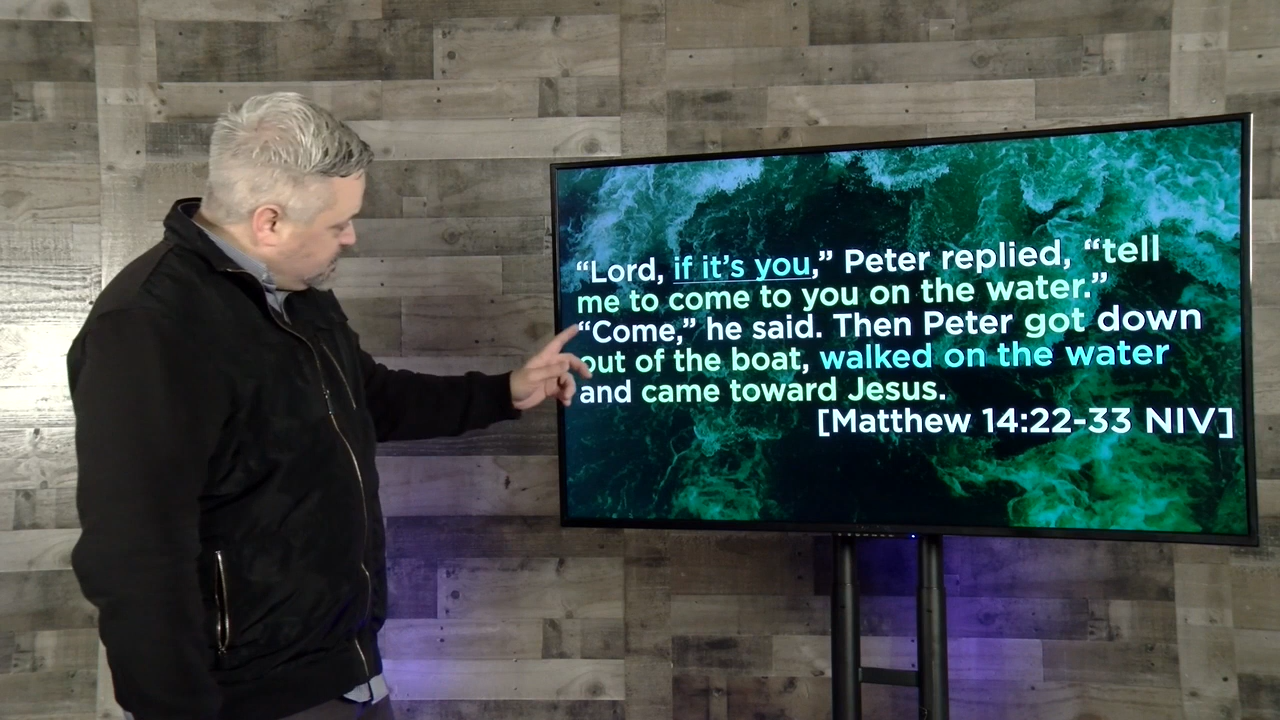 “Lord, if it’s you,” Peter replied, “tell
me to come to you on the water.”
“Come,” he said. Then Peter got down
out of the boat, walked on the water
and came toward Jesus.
[Matthew 14:22-33 NIV]